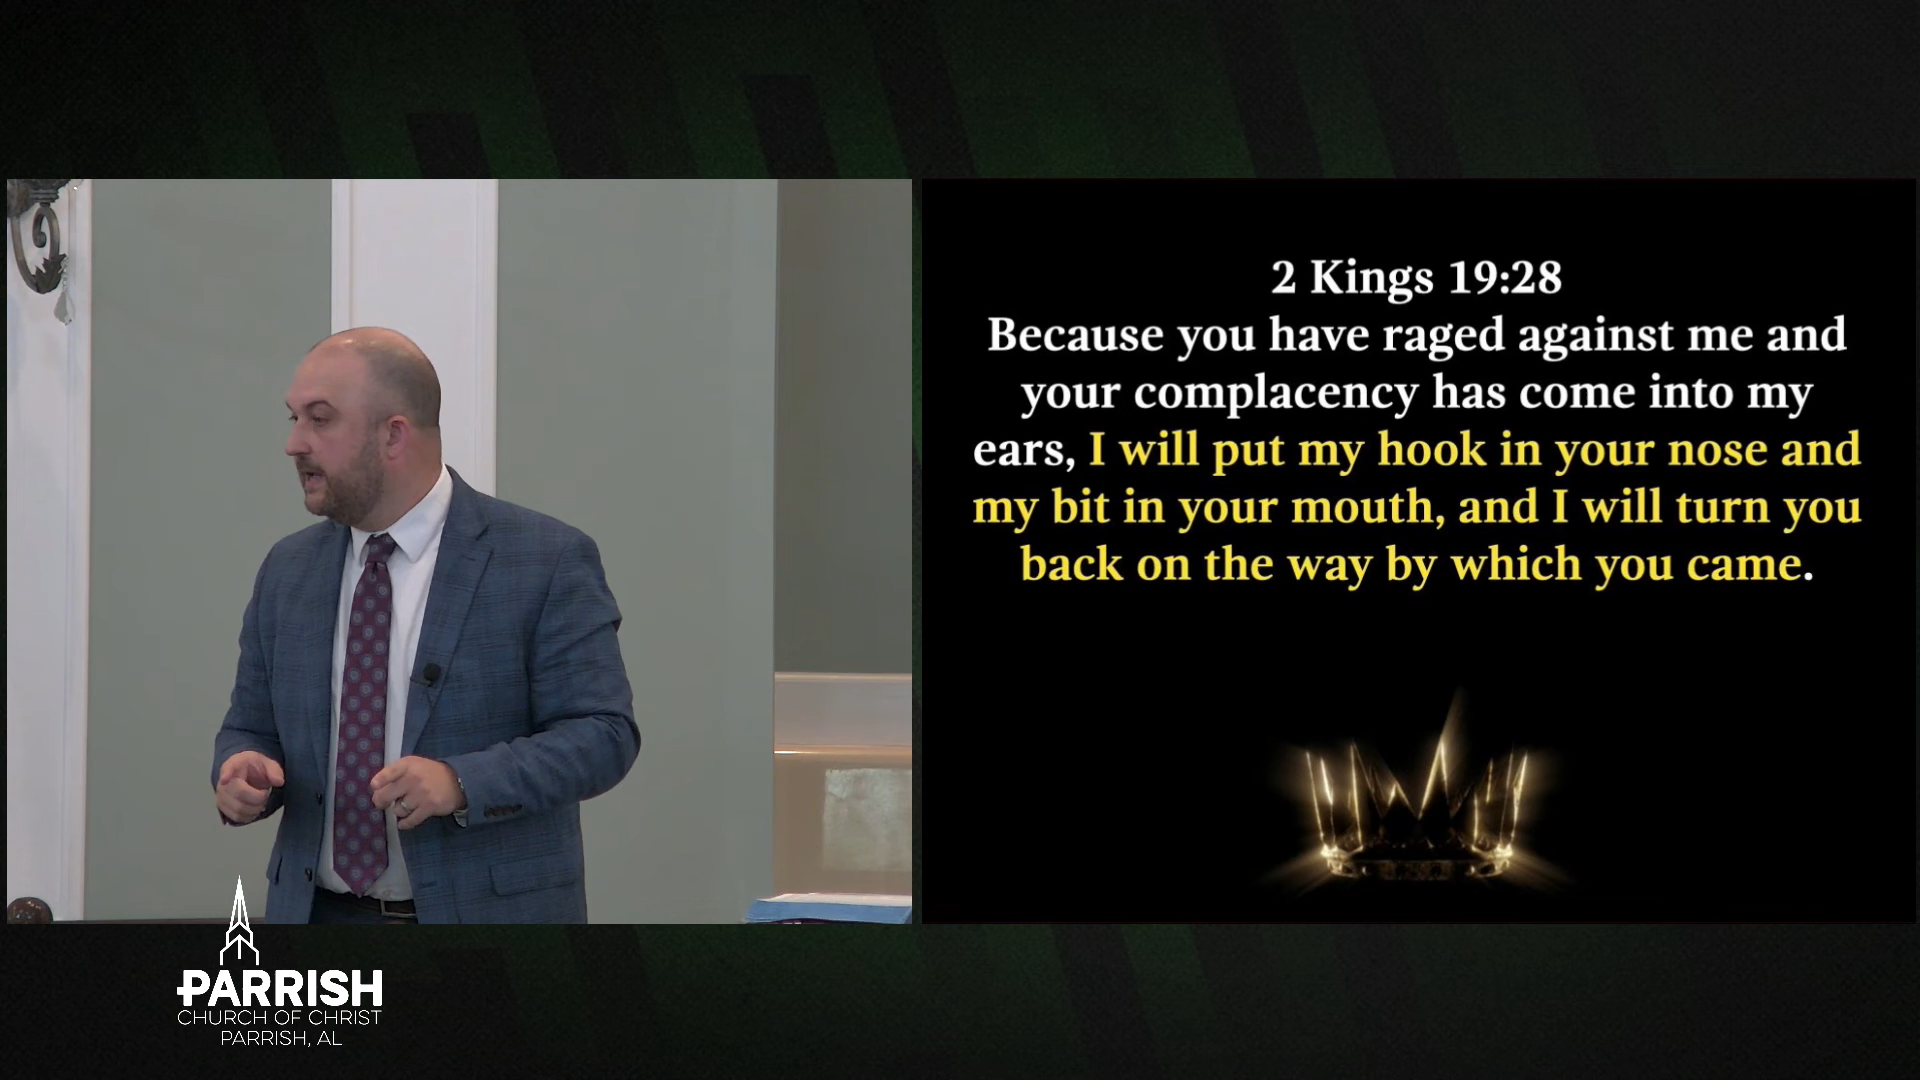 2 Kings 19:28
Because you have raged against me and
your complacency has come into my
ears, I will put my hook in your nose and
my bit in your mouth, and I will turn you
back on the way by which you came.
PARRISH
CHURCH OF CHRIST
PARRISH, AL